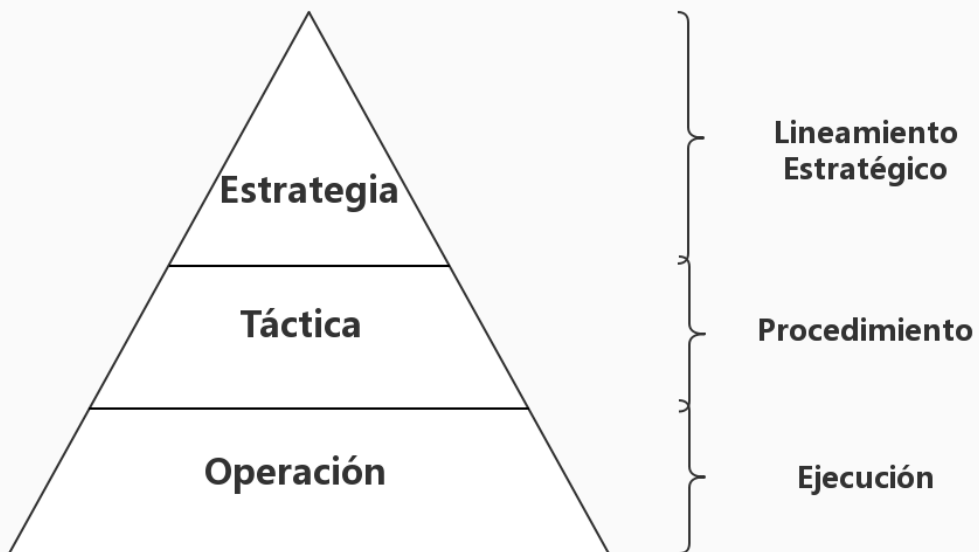 Estrategia
Lineamiento
Estratégico
Táctica
Procedimiento
Operación
Ejecución